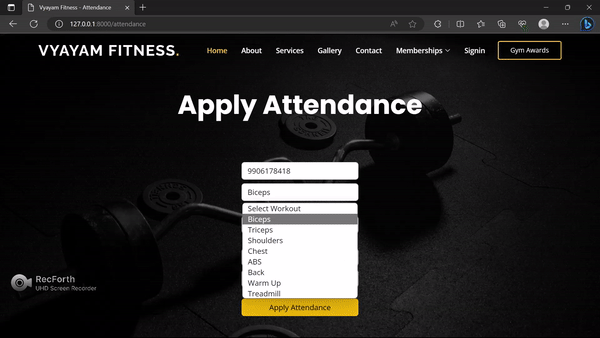 Vyayam Fitness - Attendance
127.0.0.1:8000/attendance
VYAYAM FITNESS.
Home
About
Services
Gallery
Contact
Memberships
Signin
Gym Awards
Apply Attendance
9906178418
Biceps
Select Workout
Biceps
Triceps
Shoulders
Chest
ABS
Back
Warm Up
Treadmill
Apply Attendance
RecForth
UHD Screen Recorder